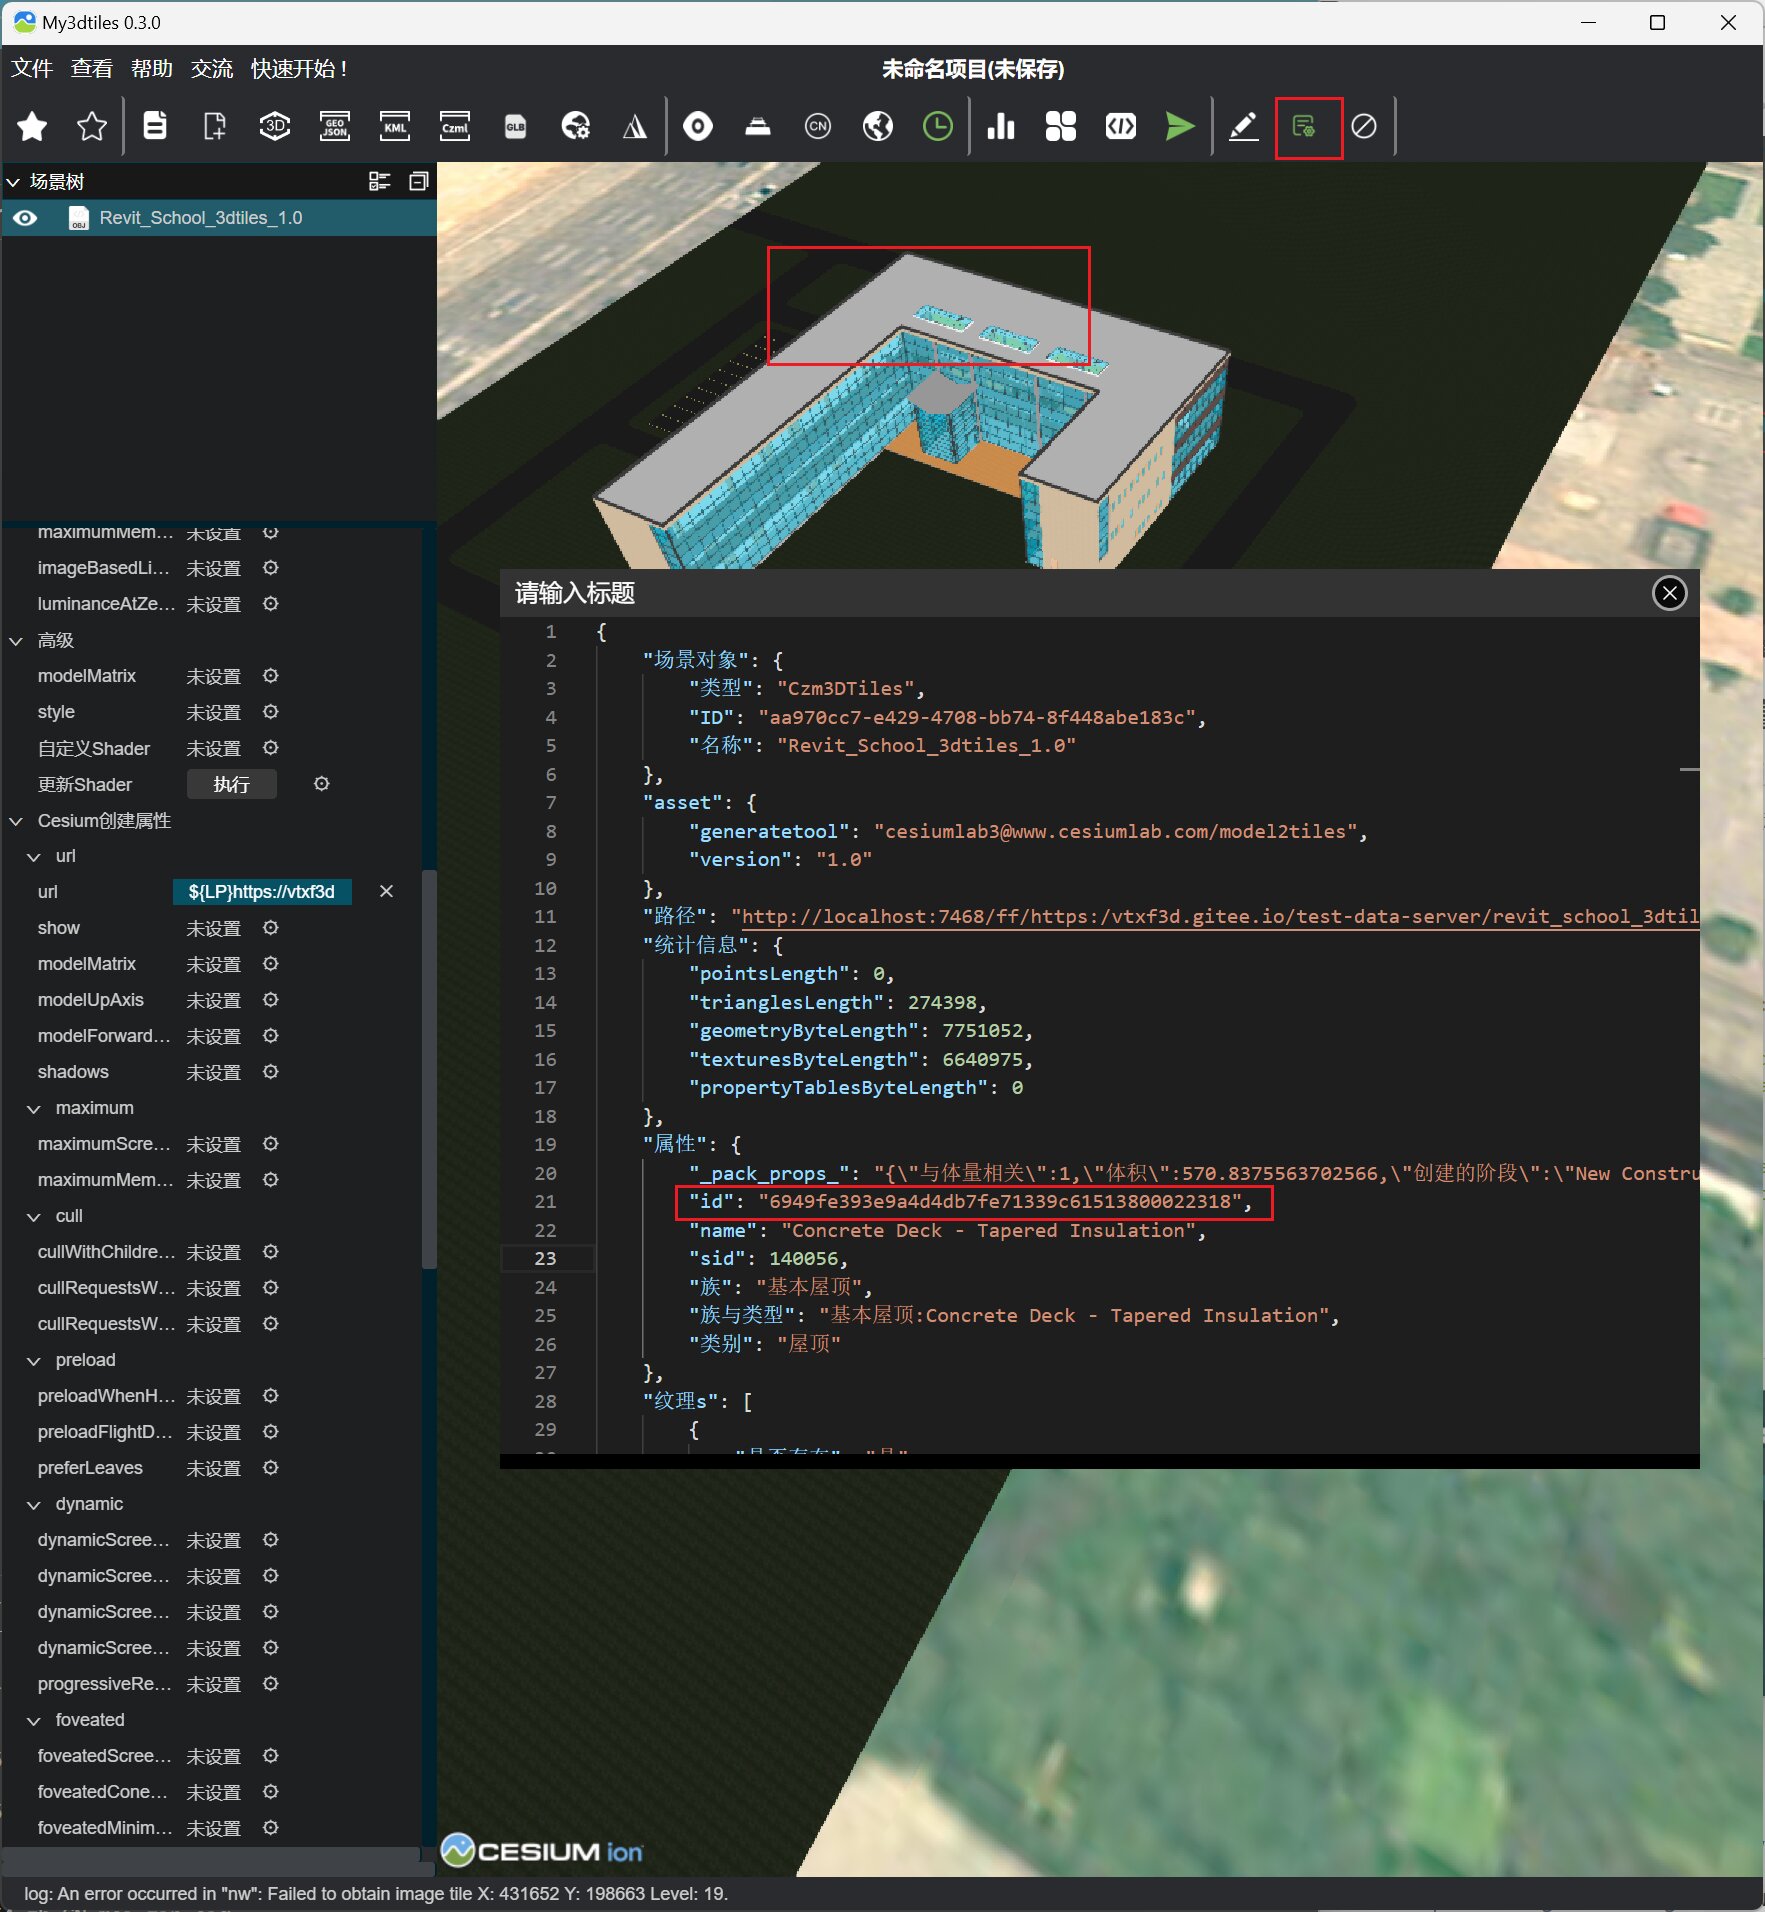 My3dtiles 0.3.0
文件 查看 帮助 交流 快速开始！
未命名项目(未保存)
3D GEO JSON KML Czml GLB CN
场景树
OBJ Revit_School_3dtiles_1.0
maximumMem... 未设置
imageBasedLi... 未设置
luminanceAtZe... 未设置
高级
modelMatrix 未设置
style 未设置
自定义Shader 未设置
更新Shader 执行
Cesium创建属性
url
url ${LP}https://vtxf3d
show 未设置
modelMatrix 未设置
modelUpAxis 未设置
modelForward... 未设置
shadows 未设置
maximum
maximumScre... 未设置
maximumMem... 未设置
cull
cullWithChildre... 未设置
cullRequestsW... 未设置
cullRequestsW... 未设置
preload
preloadWhenH... 未设置
preloadFlightD... 未设置
preferLeaves 未设置
dynamic
dynamicScree... 未设置
dynamicScree... 未设置
dynamicScree... 未设置
dynamicScree... 未设置
progressiveRe... 未设置
foveated
foveatedScree... 未设置
foveatedCone... 未设置
foveatedMinim... 未设置
请输入标题
1 {
2 "场景对象": {
3 "类型": "Czm3DTiles",
4 "ID": "aa970cc7-e429-4708-bb74-8f448abe183c",
5 "名称": "Revit_School_3dtiles_1.0"
6 },
7 "asset": {
8 "generatetool": "cesiumlab3@www.cesiumlab.com/model2tiles",
9 "version": "1.0"
10 },
11 "路径": "http://localhost:7468/ff/https:/vtxf3d.gitee.io/test-data-server/revit_school_3dtil
12 "统计信息": {
13 "pointsLength": 0,
14 "trianglesLength": 274398,
15 "geometryByteLength": 7751052,
16 "texturesByteLength": 6640975,
17 "propertyTablesByteLength": 0
18 },
19 "属性": {
20 "_pack_props_": "{\"与体量相关\":1,\"体积\":570.8375563702566,\"创建的阶段\":\"New Constru
21 "id": "6949fe393e9a4d4db7fe71339c61513800022318",
22 "name": "Concrete Deck - Tapered Insulation",
23 "sid": 140056,
24 "族": "基本屋顶",
25 "族与类型": "基本屋顶:Concrete Deck - Tapered Insulation",
26 "类别": "屋顶"
27 },
28 "纹理s": [
29 {
CESIUM ion
log: An error occurred in "nw": Failed to obtain image tile X: 431652 Y: 198663 Level: 19.